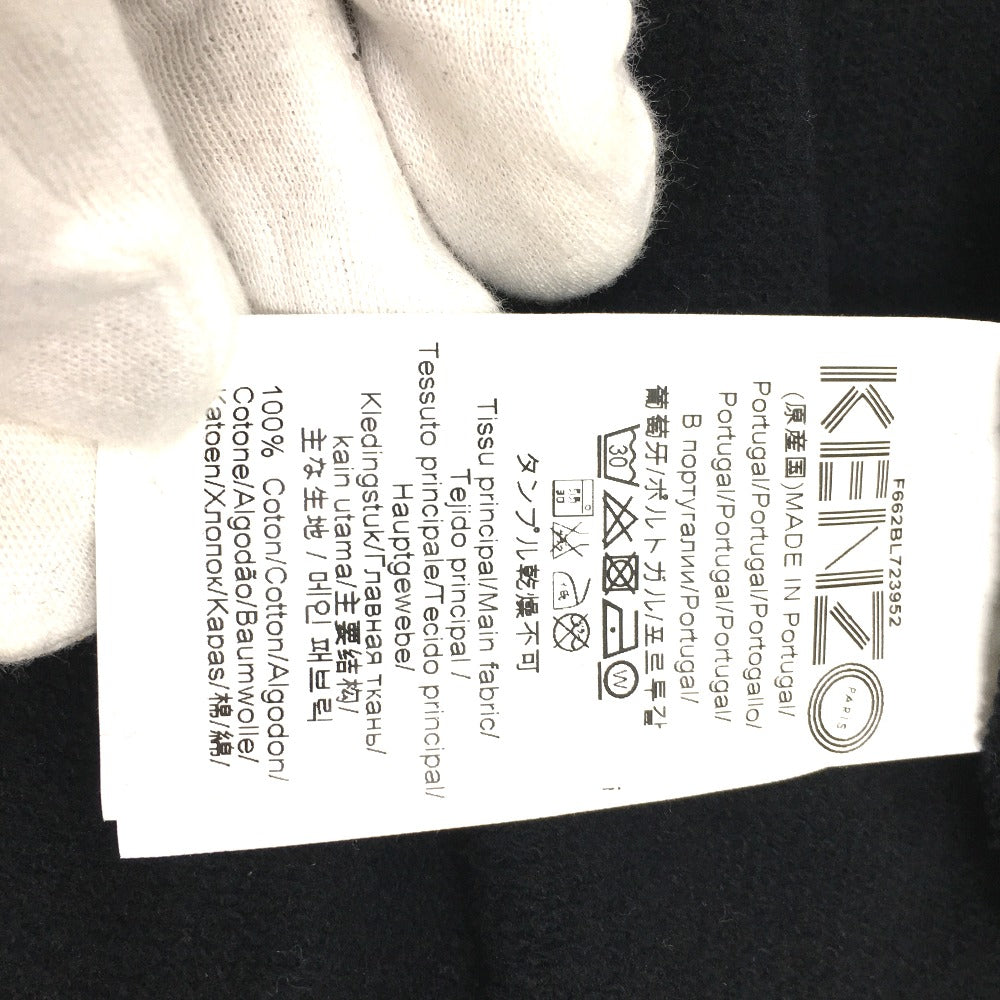 F662BL723952
KENZO
PARIS
(原産国)MADE IN Portugal/
Portugal/Portugal/Portogallo/
Portugal/Portugal/Portugal/
В португалии/Portugal/
葡萄牙/ポルトガル/포르투갈
30
W
タンブル乾燥不可
Tissu principal/Main fabric/
Tejido principal /
Tessuto principale/Tecido principal/
Hauptgewebe/
Kledingstuk/Главная ткань/
kain utama/主要结构/
主な生地 / 메인 패브릭
100% Coton/Cotton/Algodon/
Cotone/Algodão/Baumwolle/
Katoen/Хлопок/Kapas/棉/綿/